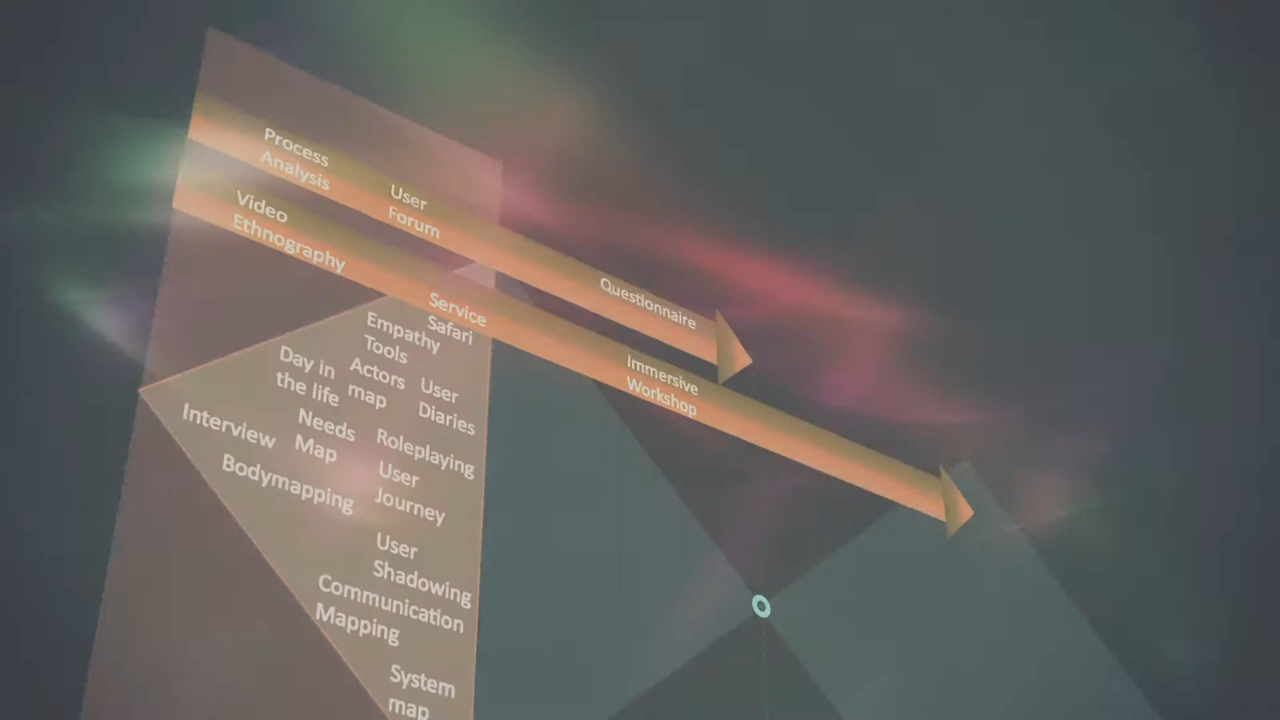 Process
Analysis
User
Forum
Questionnaire
Video
Ethnography
Service
Safari
Immersive
Workshop
Empathy
Tools
Day in
the life
Actors
map
User
Diaries
Interview
Needs
Map
Roleplaying
Bodymapping
User
Journey
User
Shadowing
Communication
Mapping
System
map